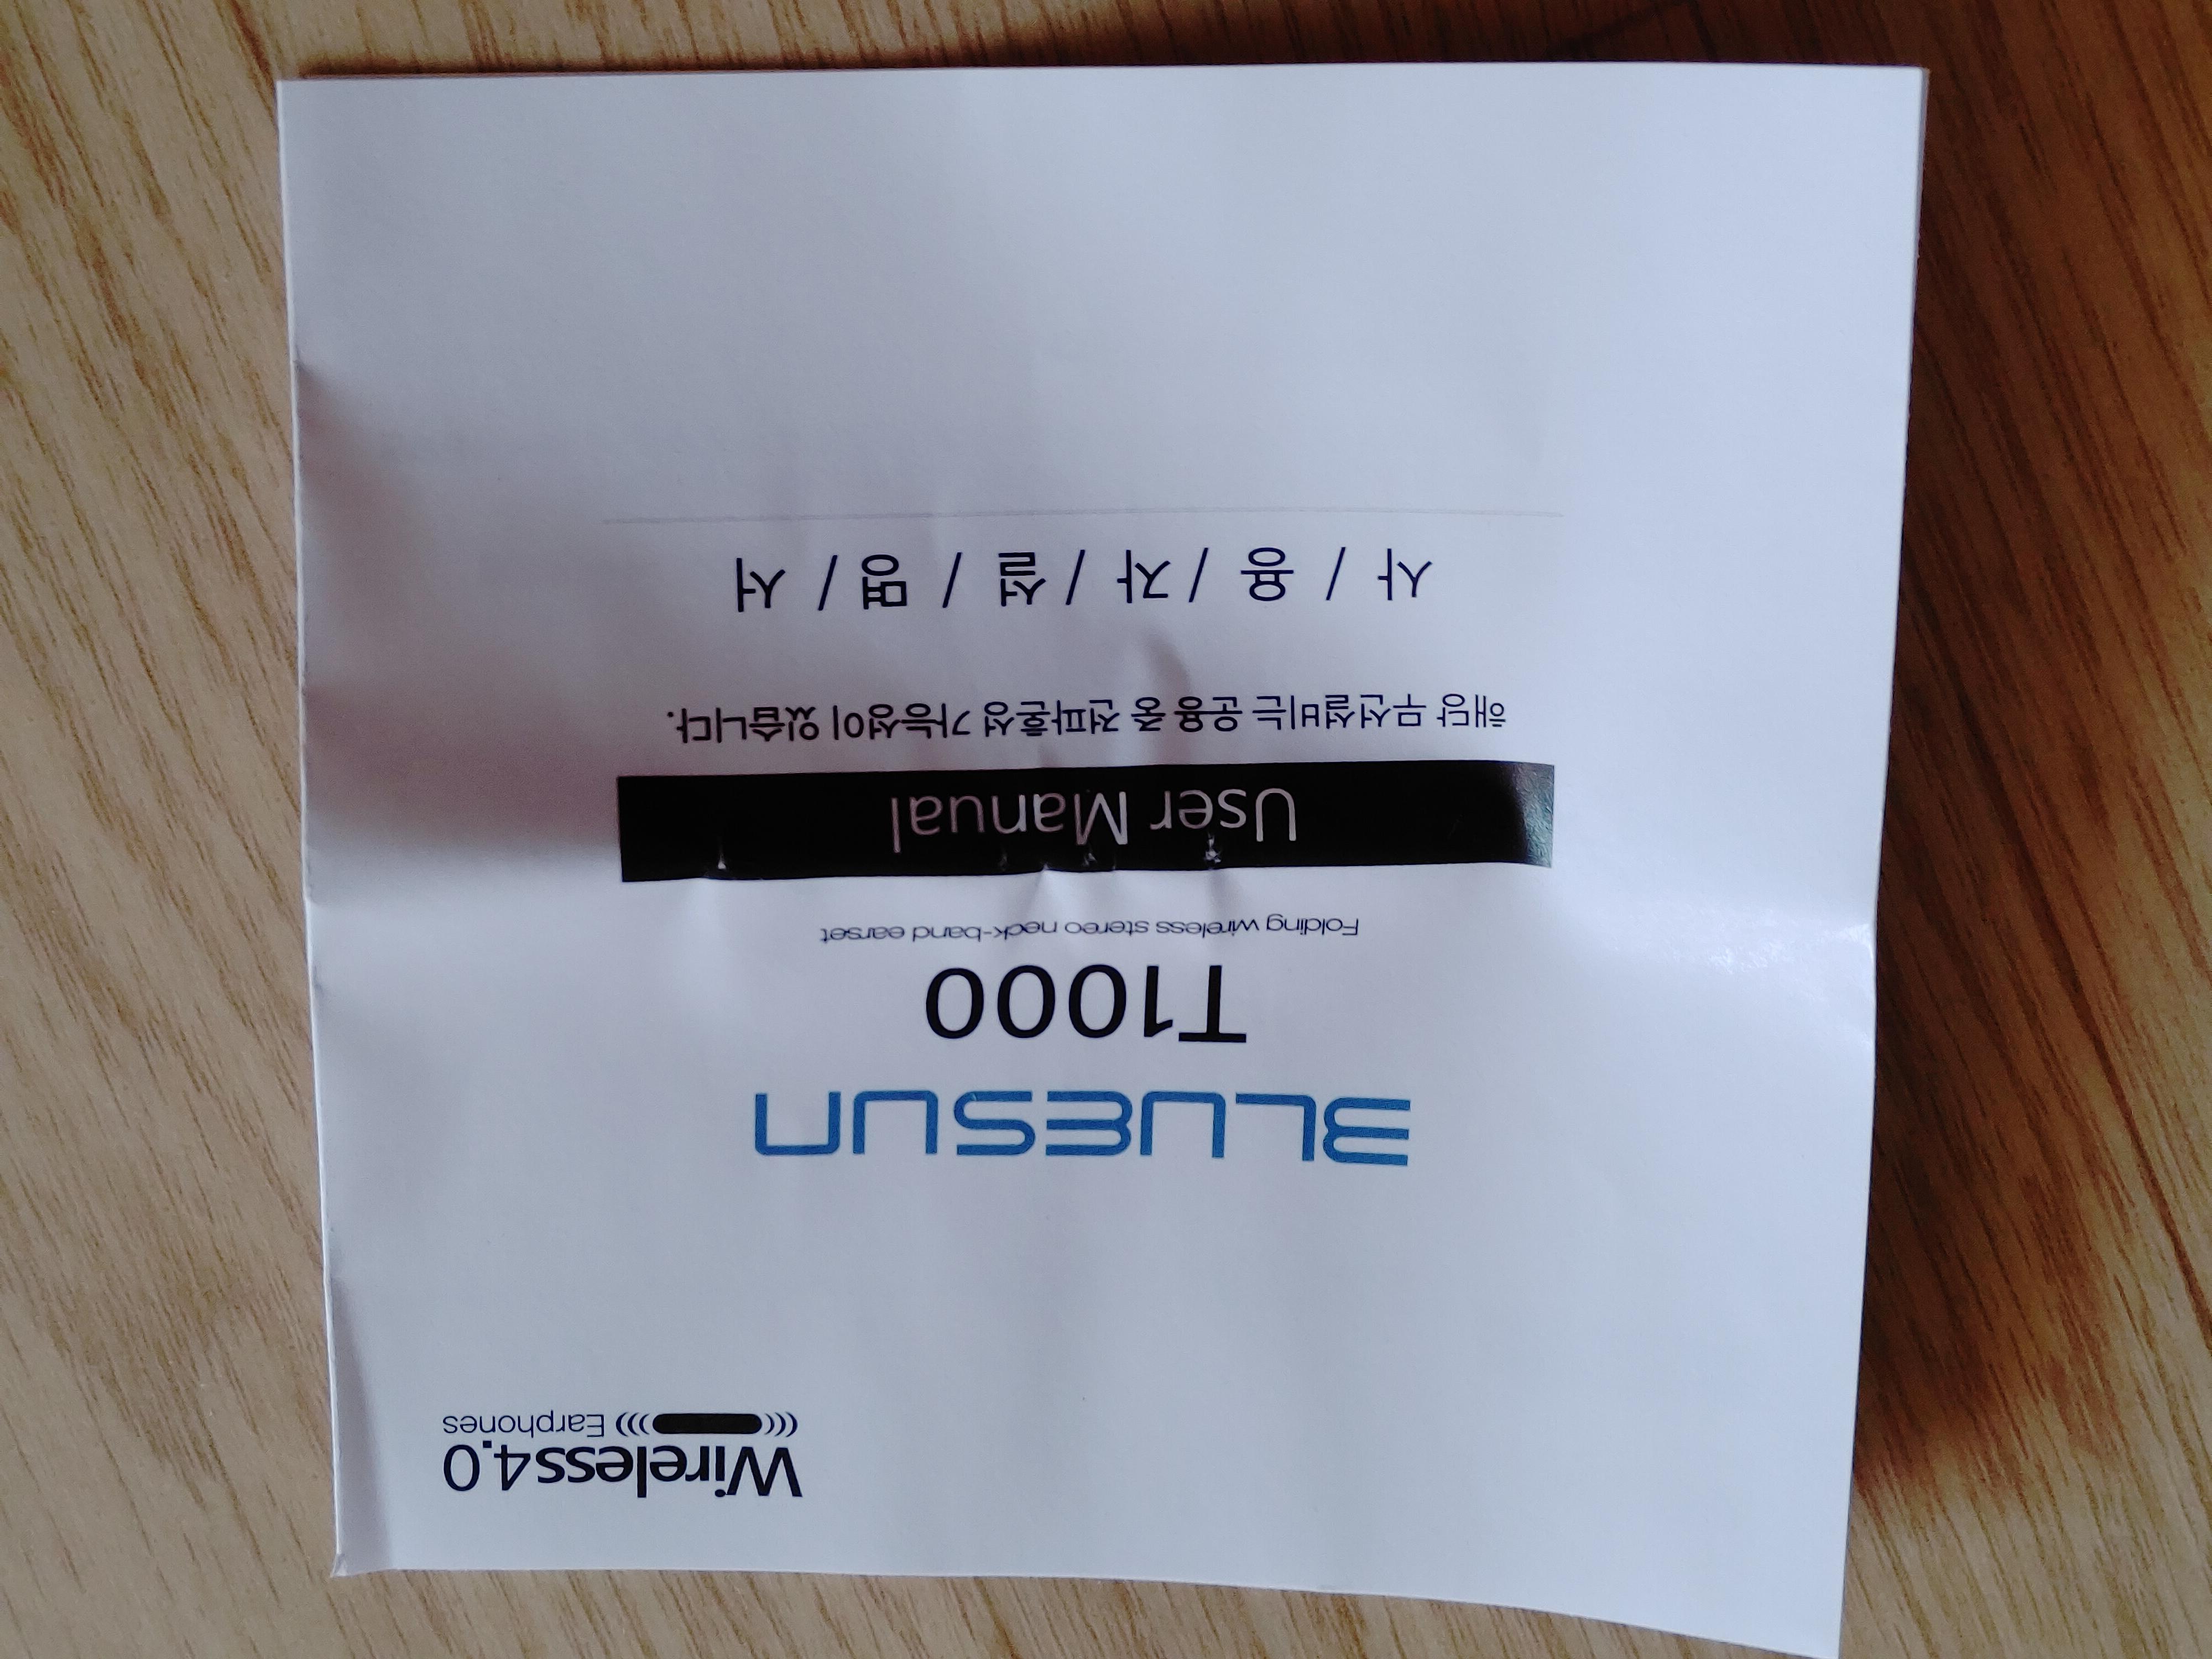 Wireless4.0
Earphones
BLUESUN
T1000
Folding wireless stereo neck-band earset
User Manual
해당 무선설비는 운용 중 전파혼성 가능성이 있습니다.
사 / 용 / 자 / 설 / 명 / 서